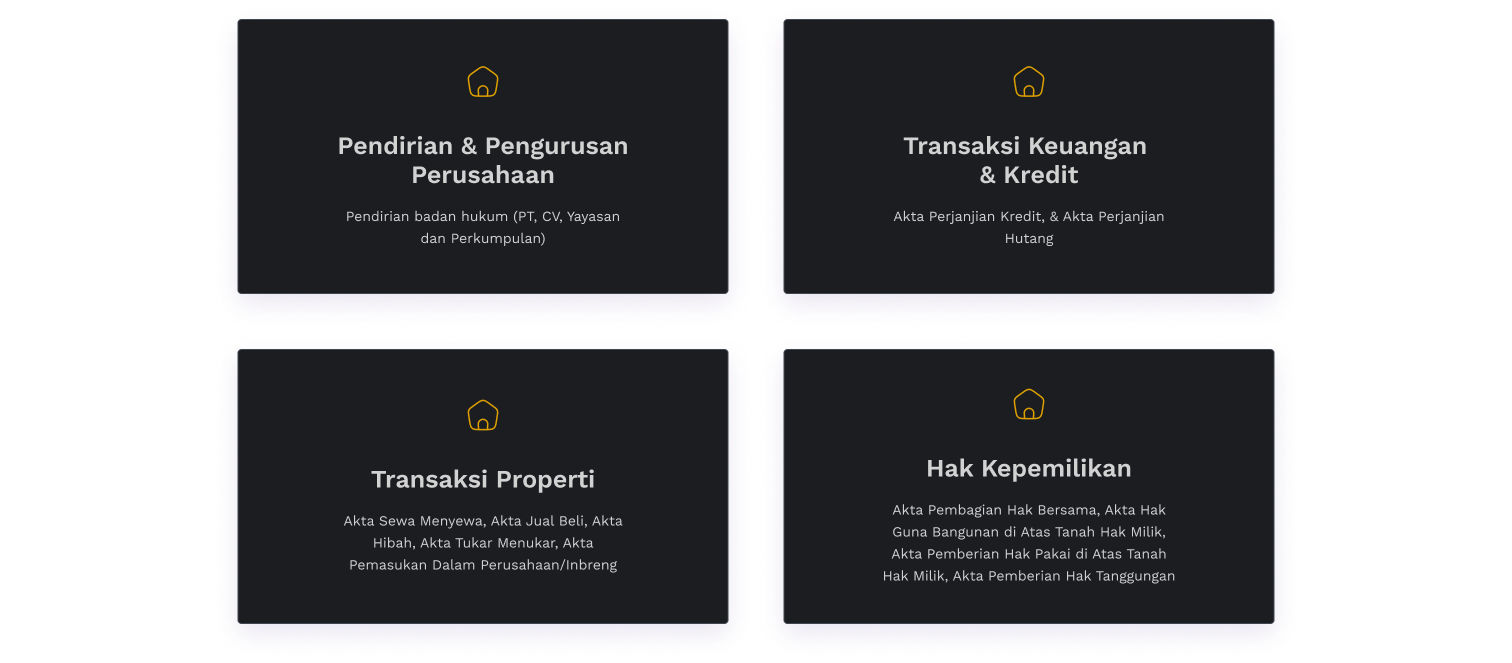 Pendirian & Pengurusan
Perusahaan
Pendirian badan hukum (PT, CV, Yayasan
dan Perkumpulan)
Transaksi Keuangan
& Kredit
Akta Perjanjian Kredit, & Akta Perjanjian
Hutang
Transaksi Properti
Akta Sewa Menyewa, Akta Jual Beli, Akta
Hibah, Akta Tukar Menukar, Akta
Pemasukan Dalam Perusahaan/Inbreng
Hak Kepemilikan
Akta Pembagian Hak Bersama, Akta Hak
Guna Bangunan di Atas Tanah Hak Milik,
Akta Pemberian Hak Pakai di Atas Tanah
Hak Milik, Akta Pemberian Hak Tanggungan